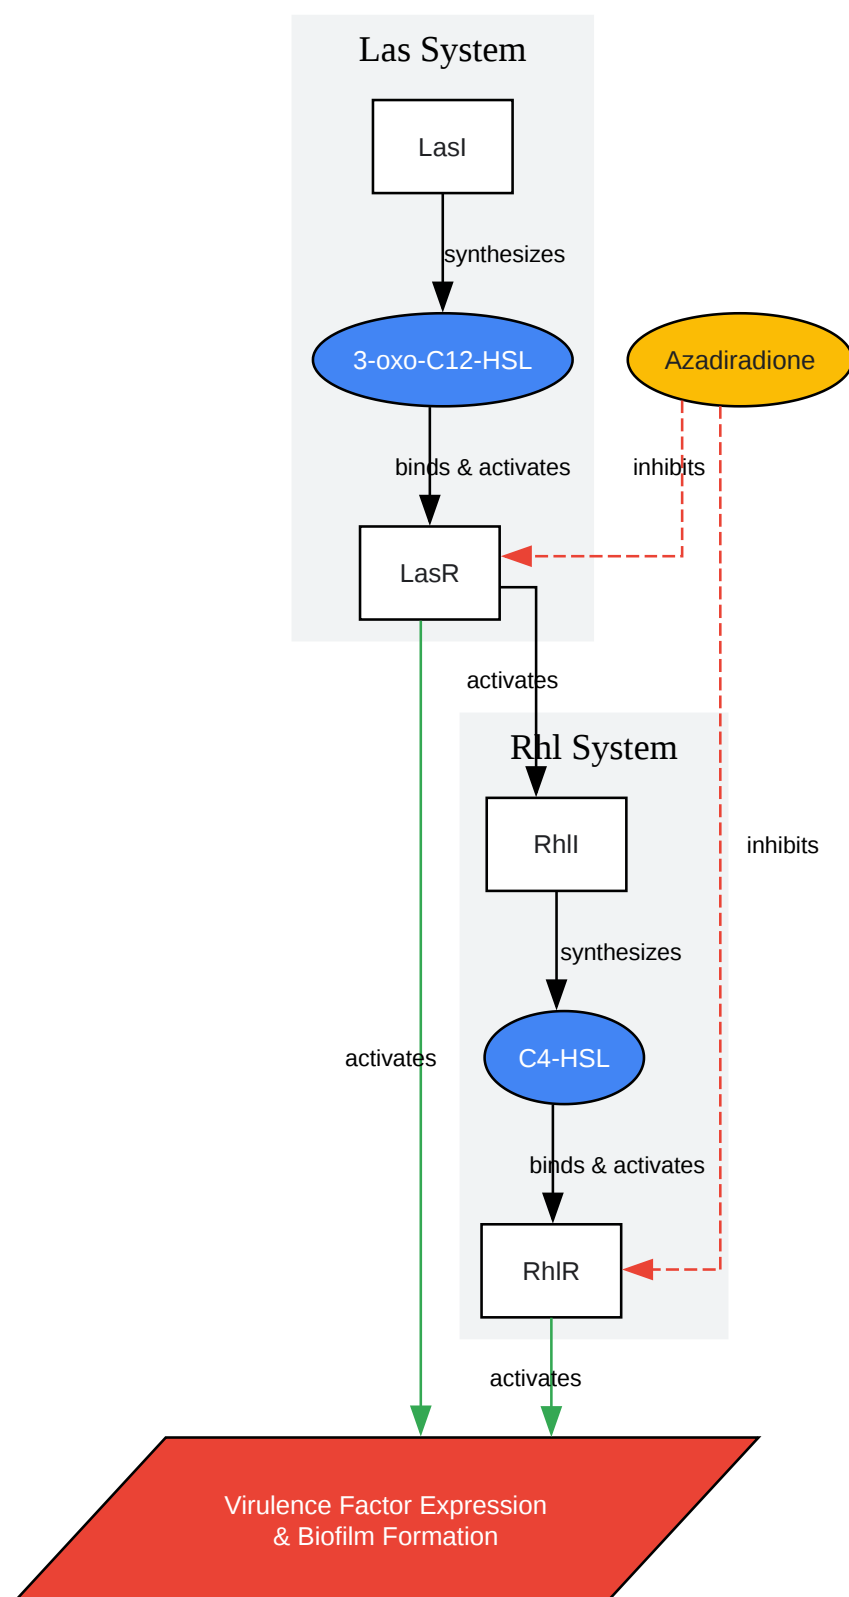 Las System
LasI
synthesizes
3-oxo-C12-HSL
Azadiradione
binds & activates
inhibits
LasR
activates
Rhl System
RhlI
inhibits
synthesizes
C4-HSL
activates
binds & activates
RhlR
activates
Virulence Factor Expression
& Biofilm Formation